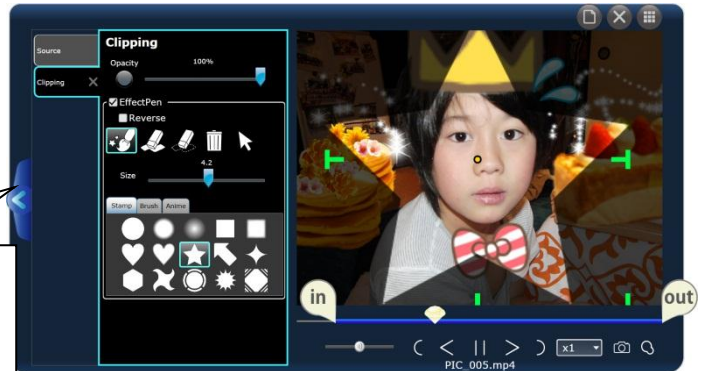 Source
Clipping
Clipping
Opacity
100%
EffectPen
Reverse
4.2
Size
Stamp
Brush
Anime
in
out
x1
PIC_005.mp4